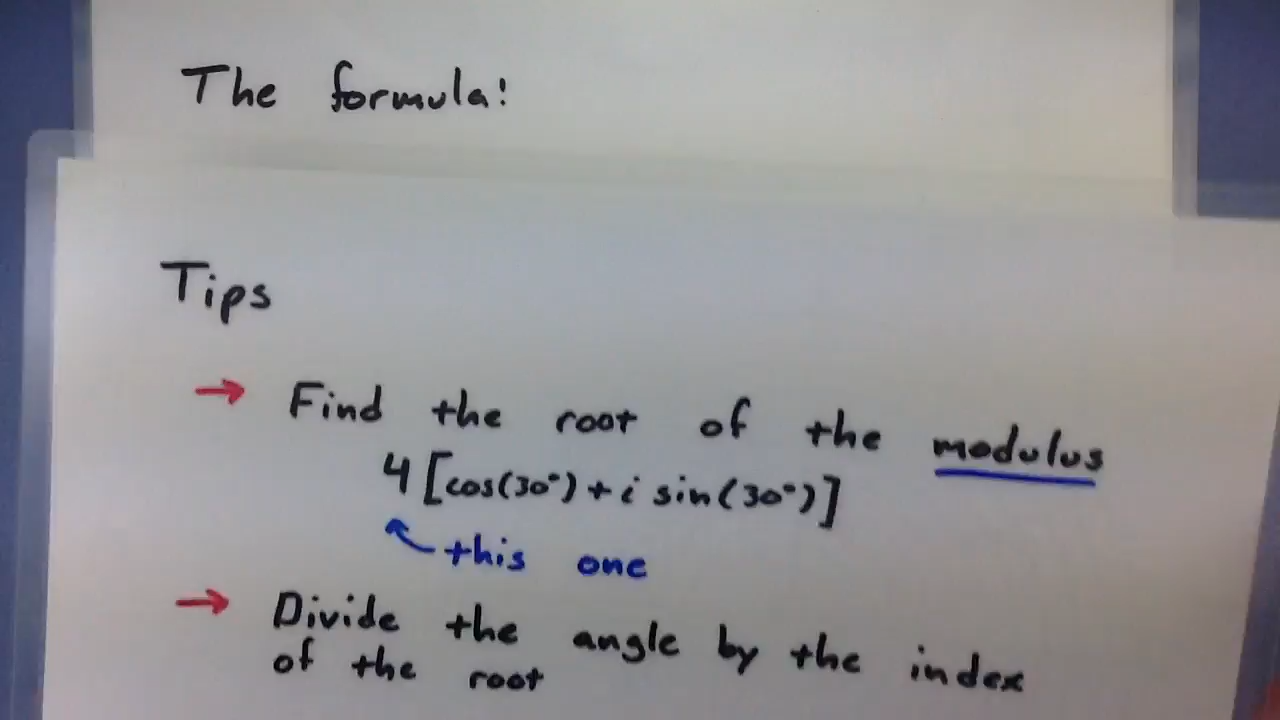 The formula!
Tips
→ Find the root of the modulus
4[cos(30°) + i sin(30°)]
this one
→ Divide the angle by the index
of the root